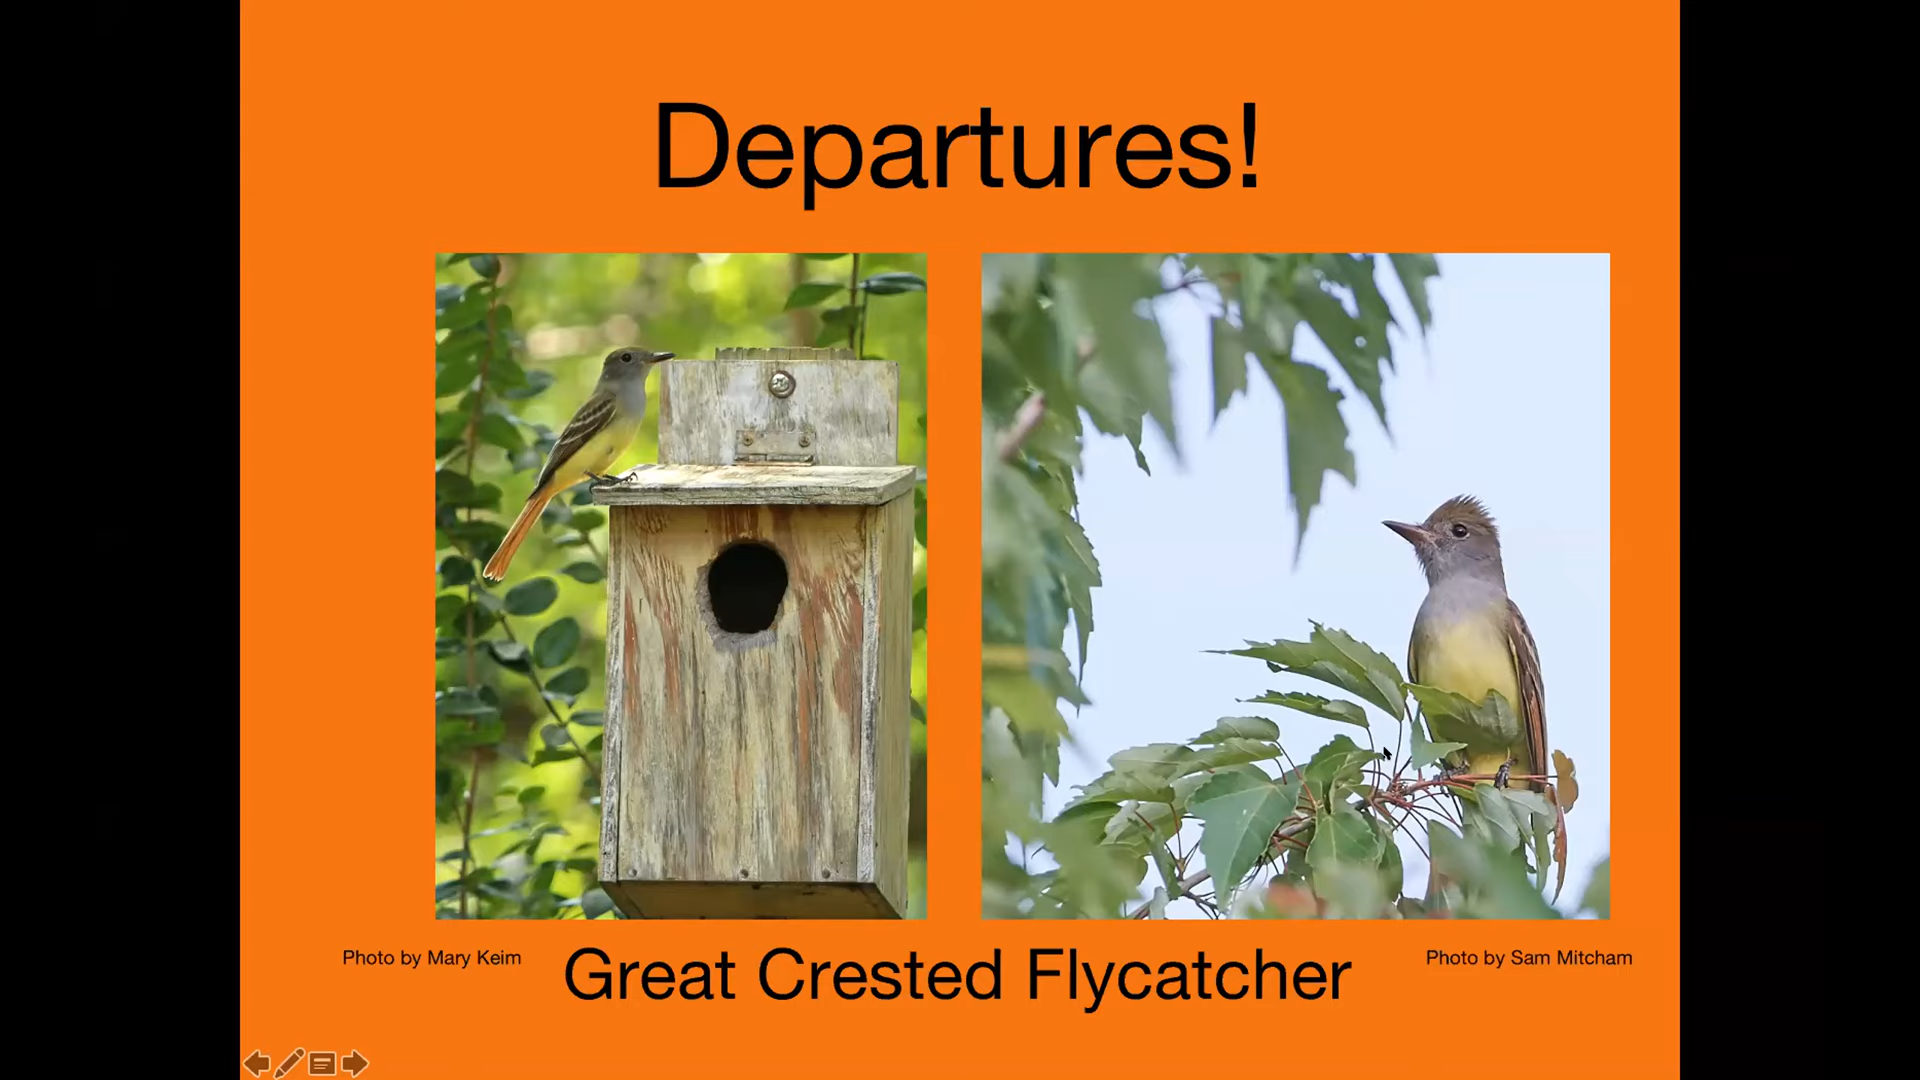 Departures!
Photo by Mary Keim
Great Crested Flycatcher
Photo by Sam Mitcham